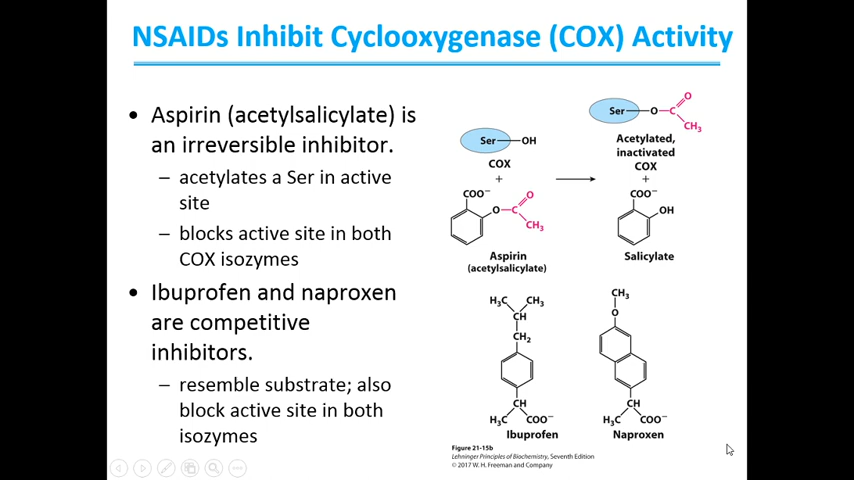 NSAIDs Inhibit Cyclooxygenase (COX) Activity
• Aspirin (acetylsalicylate) is
an irreversible inhibitor.
– acetylates a Ser in active
site
– blocks active site in both
COX isozymes
• Ibuprofen and naproxen
are competitive
inhibitors.
– resemble substrate; also
block active site in both
isozymes
Ser—OH
COX
+
COO−
O—C
O
CH3
Aspirin
(acetylsalicylate)
Ser—O—C
O
CH3
Acetylated,
inactivated
COX
+
COO−
OH
Salicylate
H3C CH3
CH
CH2
CH
H3C COO−
Ibuprofen
CH3
O
CH
H3C COO−
Naproxen
Figure 21-15b
Lehninger Principles of Biochemistry, Seventh Edition
© 2017 W. H. Freeman and Company